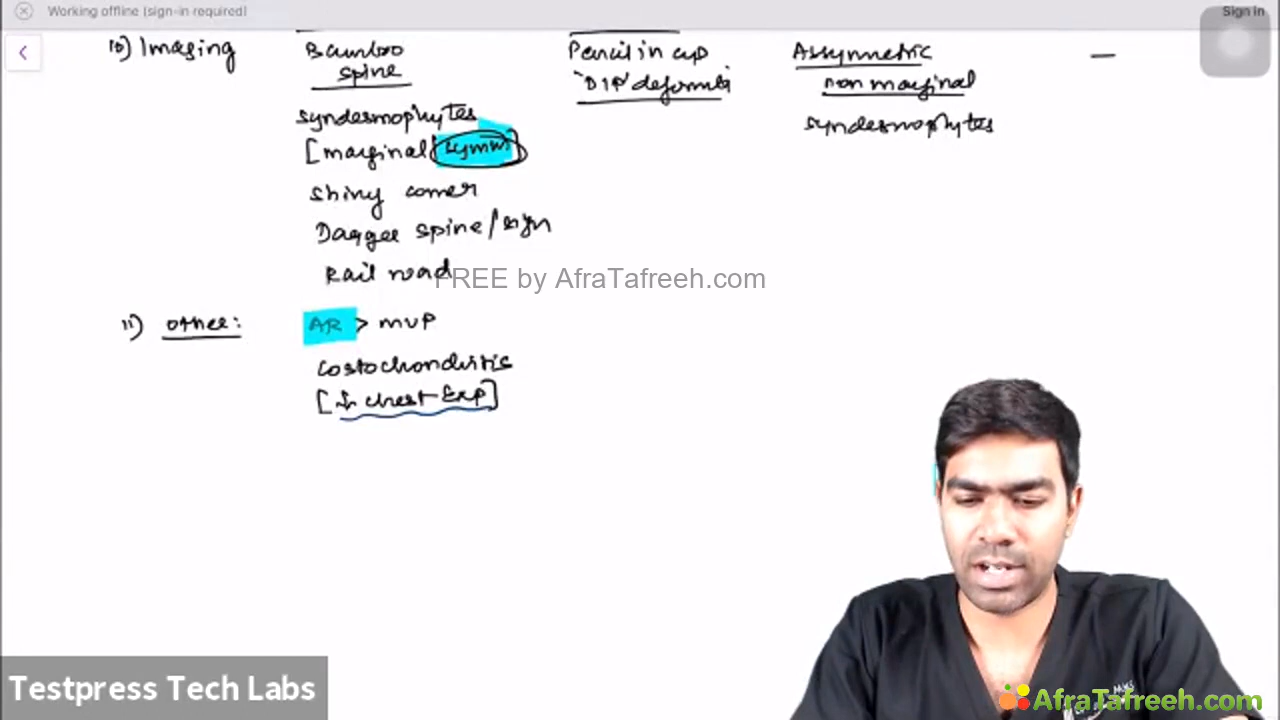 Working offline (sign-in required)
Sign in
10) Imaging
Bamboo
spine
Pencil in cup
"DIP" deformiti
Assymmetric
non marginal
syndesmophytes
—
syndesmophytes
[marginal symm]
Shiny corner
Dagger spine/sign
Rail road
FREE by AfraTafreeh.com
11) other:
AR > MVP
Costochondritis
[↓ chest Exp]
Testpress Tech Labs
AfraTafreeh.com